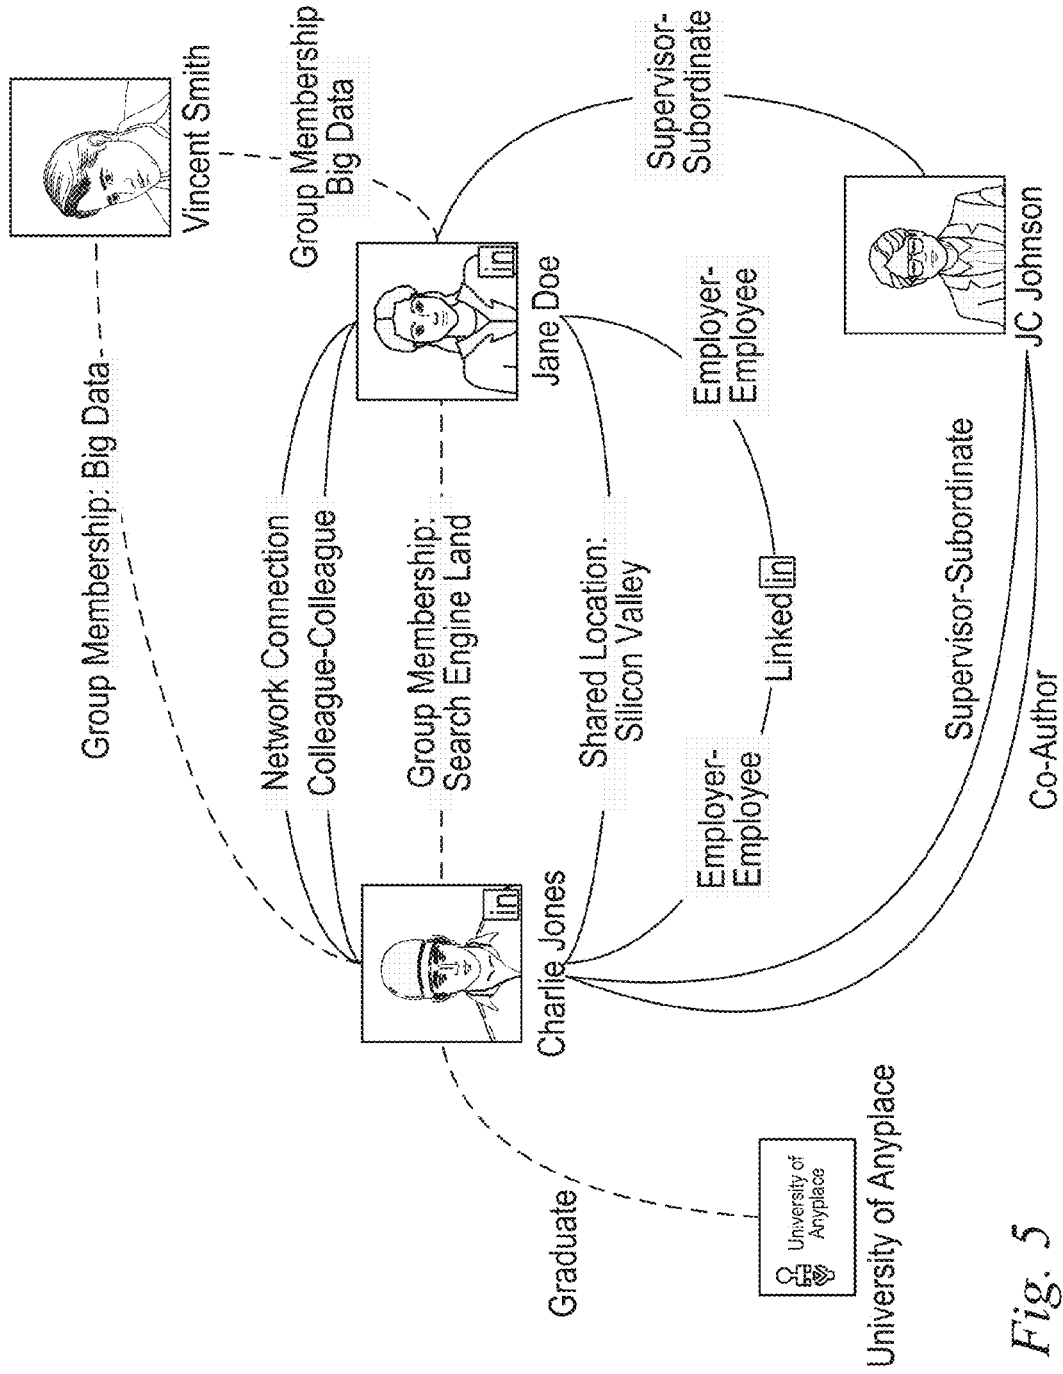 Vincent Smith
Group Membership: Big Data
Group Membership
Big Data
Network Connection
Colleague-Colleague
Group Membership:
Search Engine Land
in
Charlie Jones
in
Jane Doe
Shared Location:
Silicon Valley
Supervisor-
Subordinate
Employer-
Employee
Employer-
Employee
Linked in
Graduate
University of
Anyplace
University of Anyplace
Supervisor-Subordinate
Co-Author
JC Johnson
Fig. 5